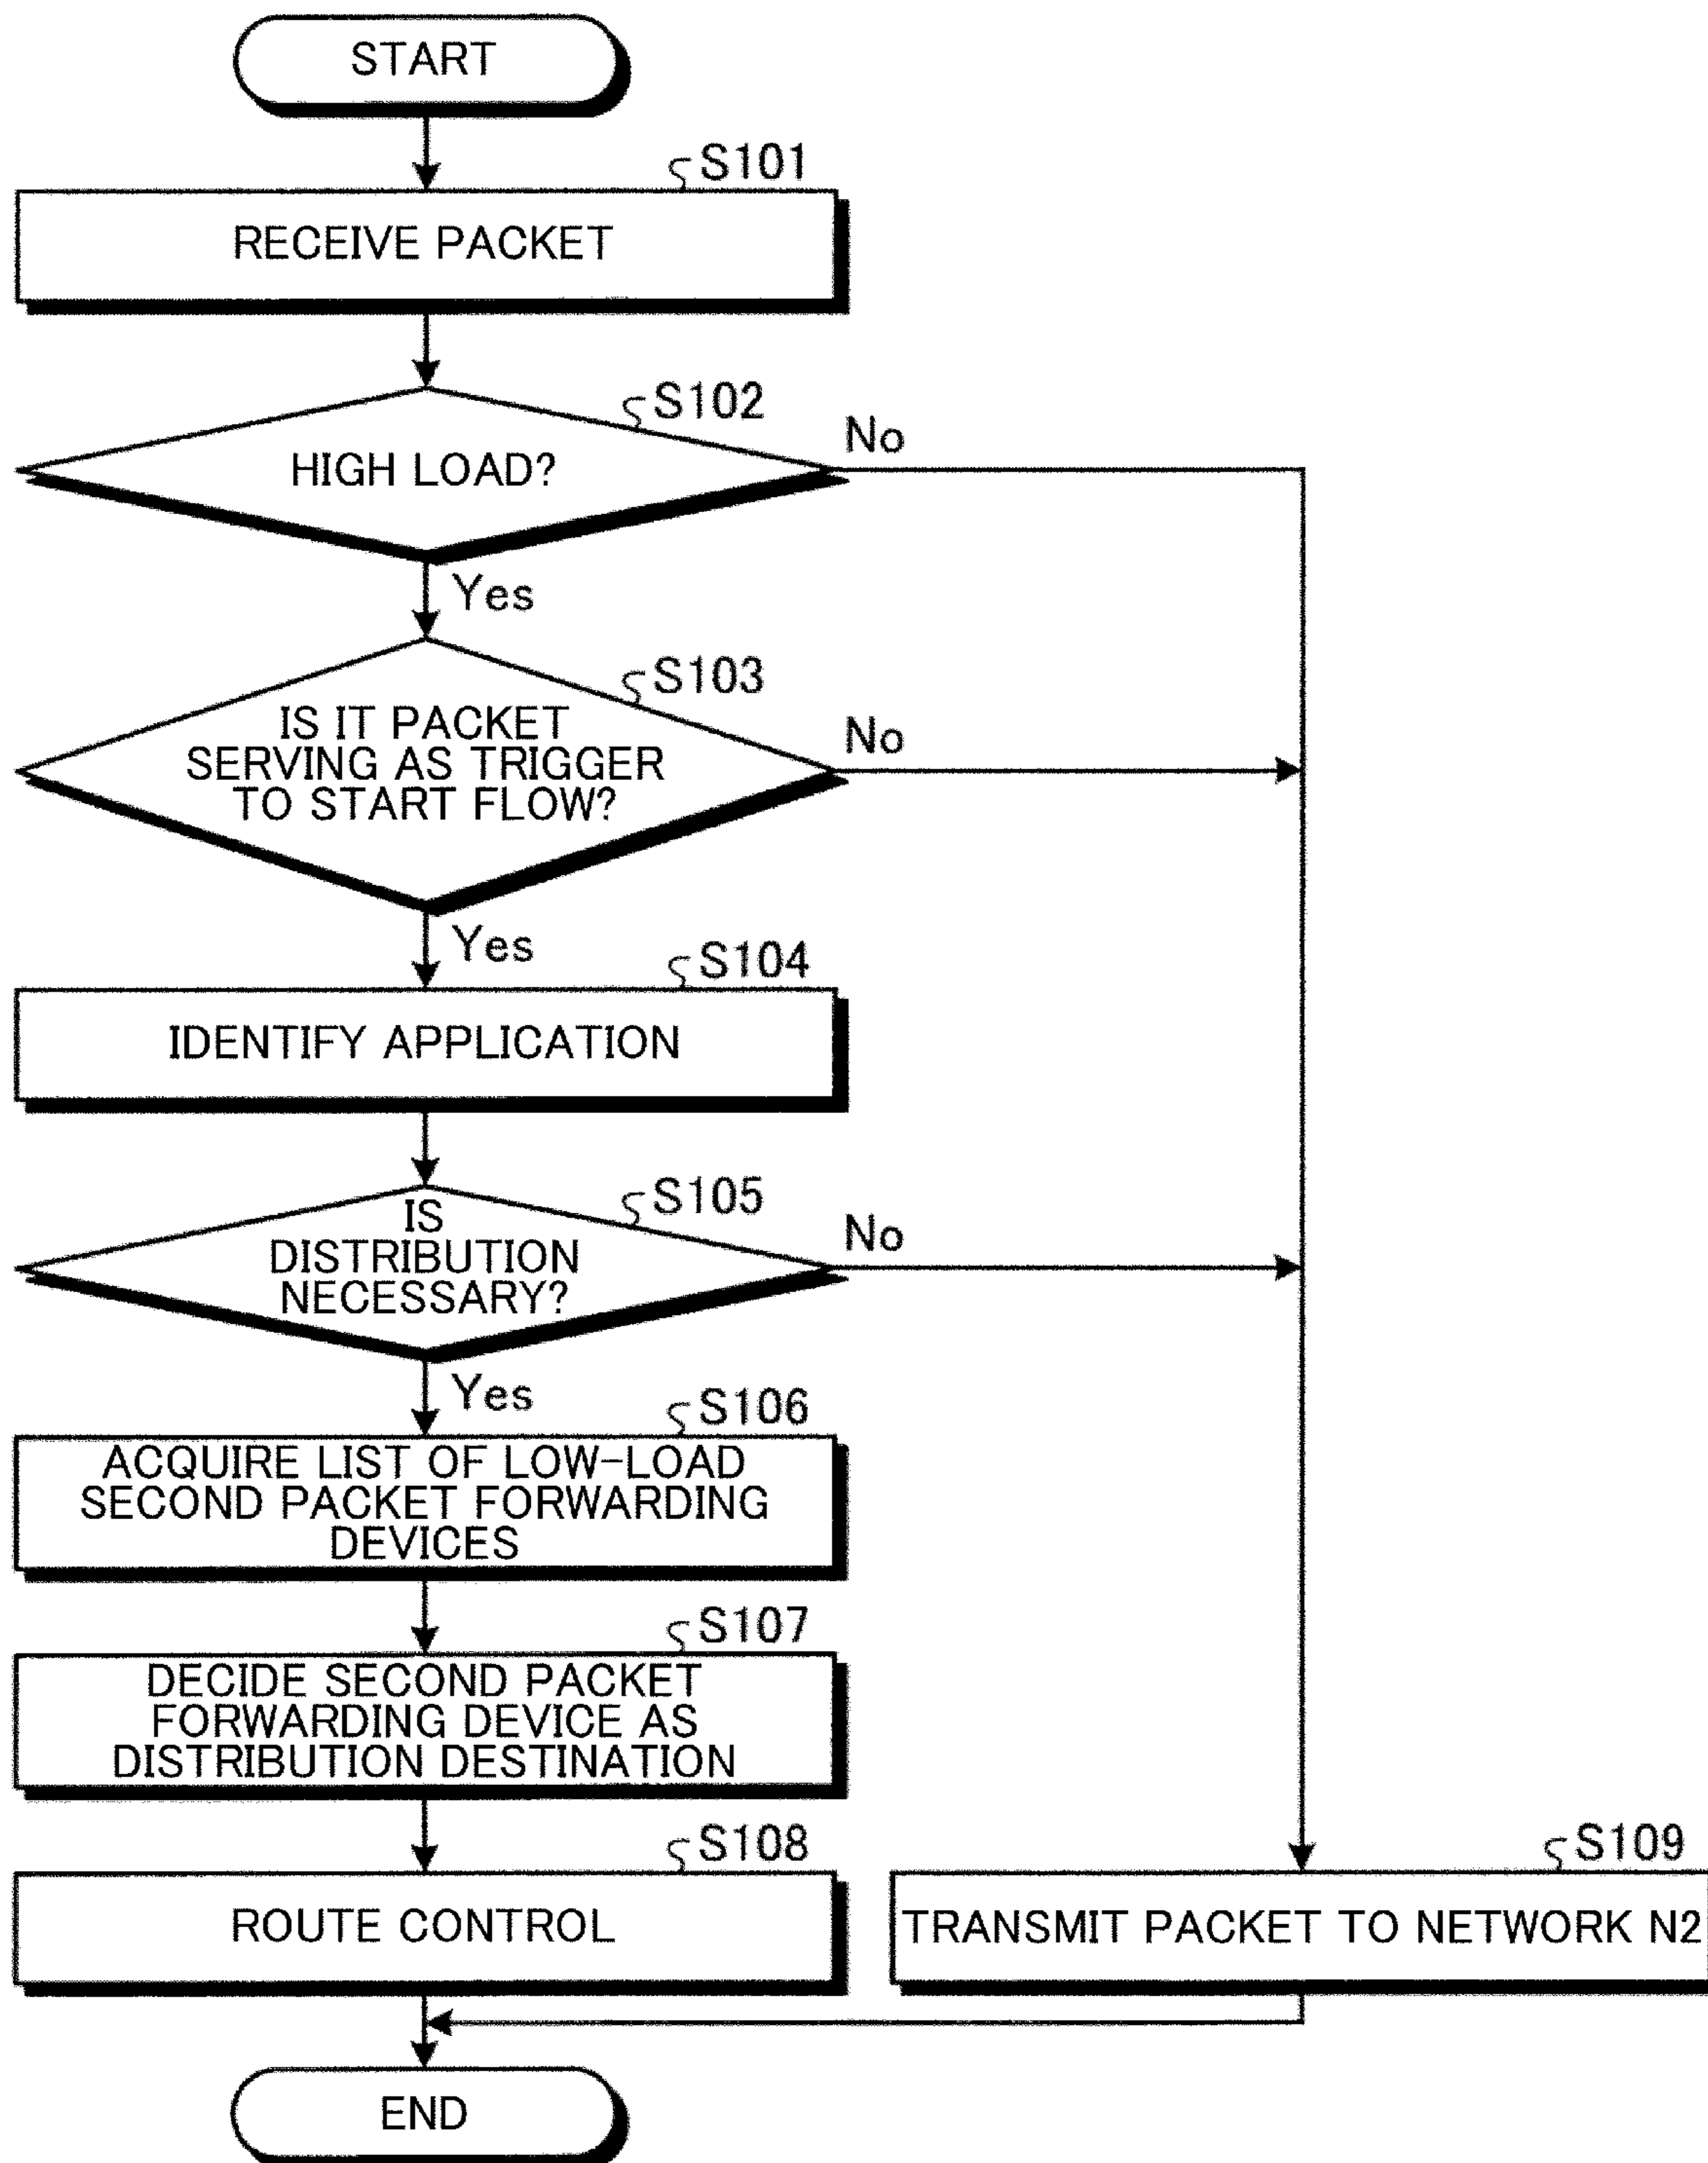 START
S101
RECEIVE PACKET
S102
HIGH LOAD?
No
Yes
S103
IS IT PACKET
SERVING AS TRIGGER
TO START FLOW?
No
Yes
S104
IDENTIFY APPLICATION
S105
IS
DISTRIBUTION
NECESSARY?
No
Yes
S106
ACQUIRE LIST OF LOW-LOAD
SECOND PACKET FORWARDING
DEVICES
S107
DECIDE SECOND PACKET
FORWARDING DEVICE AS
DISTRIBUTION DESTINATION
S108
ROUTE CONTROL
S109
TRANSMIT PACKET TO NETWORK N2
END